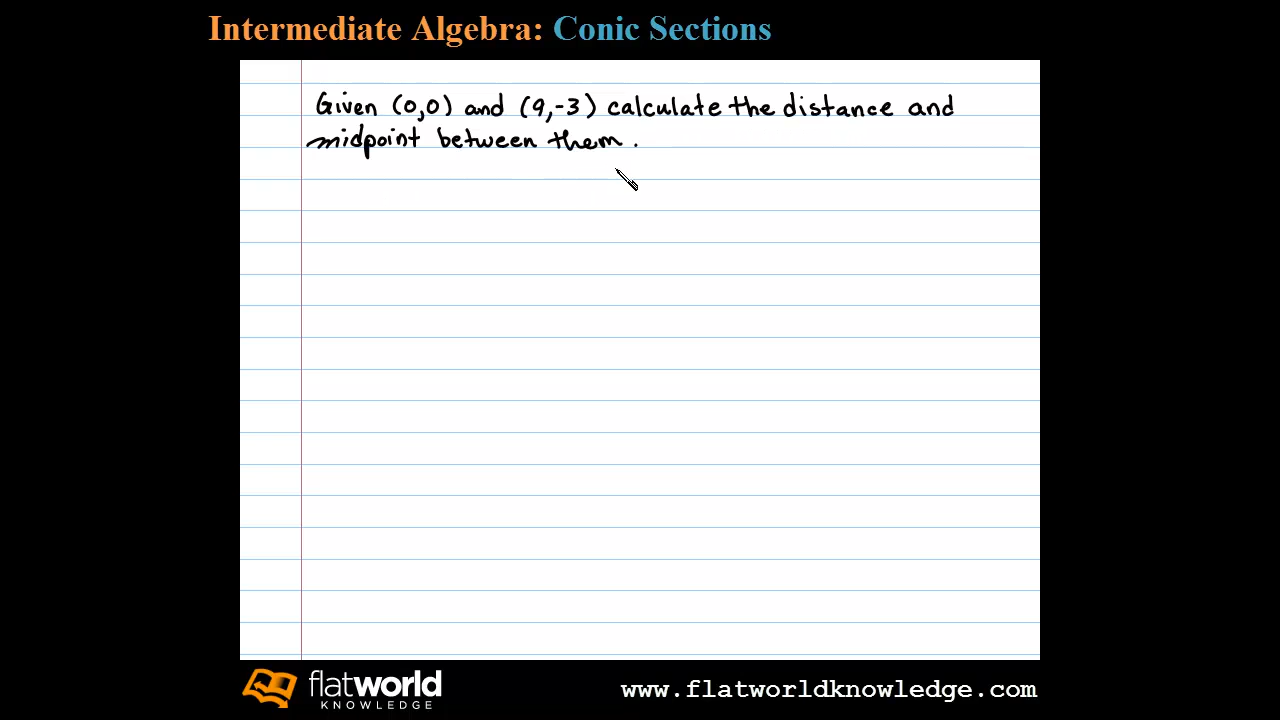 Intermediate Algebra: Conic Sections
Given (0,0) and (9,-3) calculate the distance and
midpoint between them.
flatworld
KNOWLEDGE
www.flatworldknowledge.com